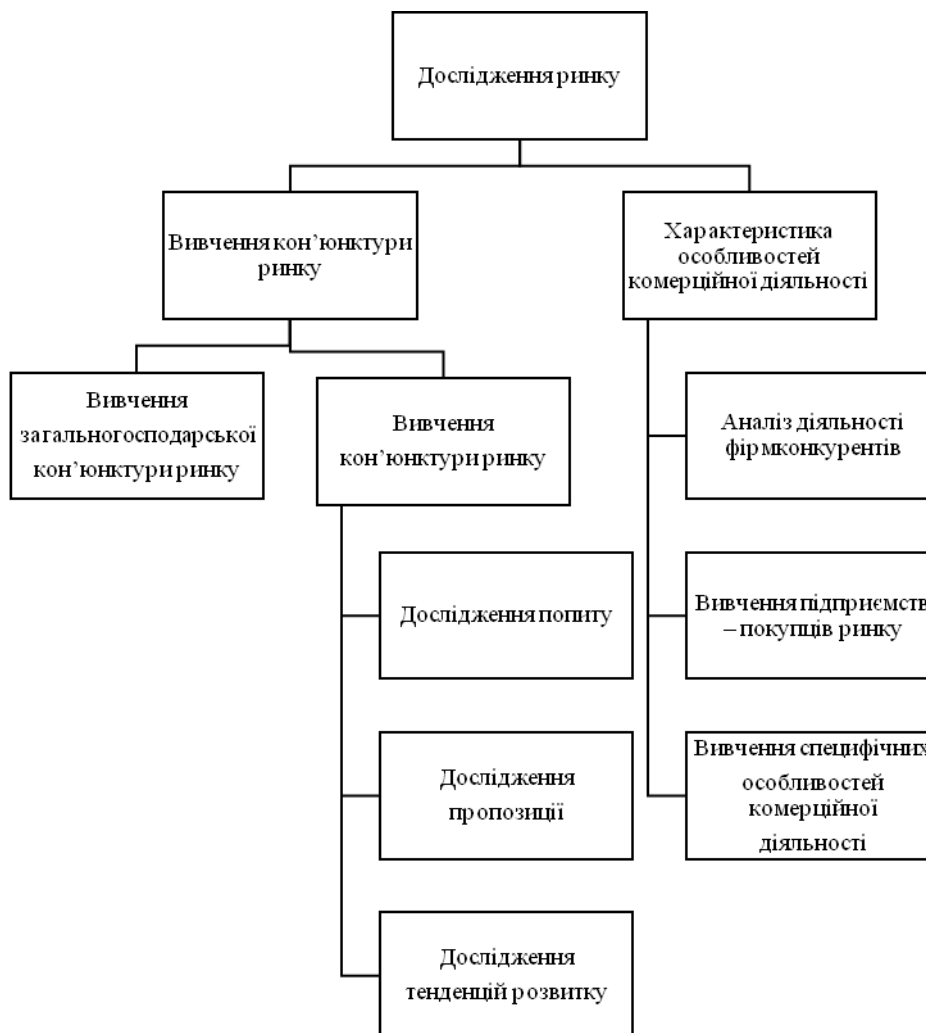 Дослідження ринку
Вивчення кон’юнктури
ринку
Характеристика
особливостей
комерційної діяльності
Вивчення
загальногосподарської
кон’юнктури ринку
Вивчення
кон’юнктури ринку
Дослідження попиту
Дослідження
пропозиції
Дослідження
тенденцій розвитку
Аналіз діяльності
фірмконкурентів
Вивчення підприємств
– покупців ринку
Вивчення специфічних
особливостей
комерційної
діяльності